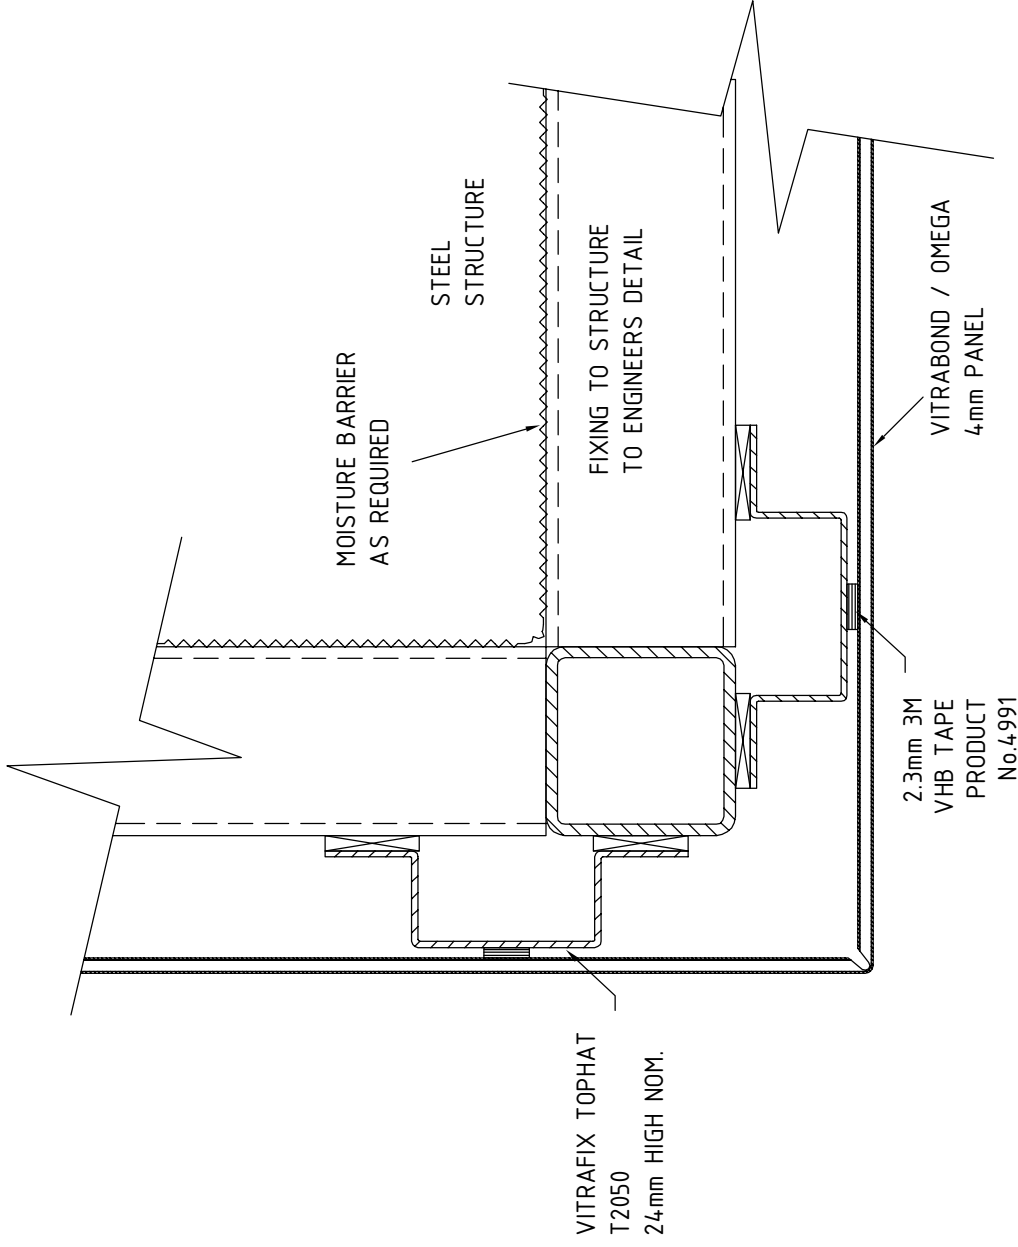 MOISTURE BARRIER
AS REQUIRED
STEEL
STRUCTURE
FIXING TO STRUCTURE
TO ENGINEERS DETAIL
VITRAFIX TOPHAT
T2050
24mm HIGH NOM.
2.3mm 3M
VHB TAPE
PRODUCT
No.4991
VITRABOND / OMEGA
4mm PANEL